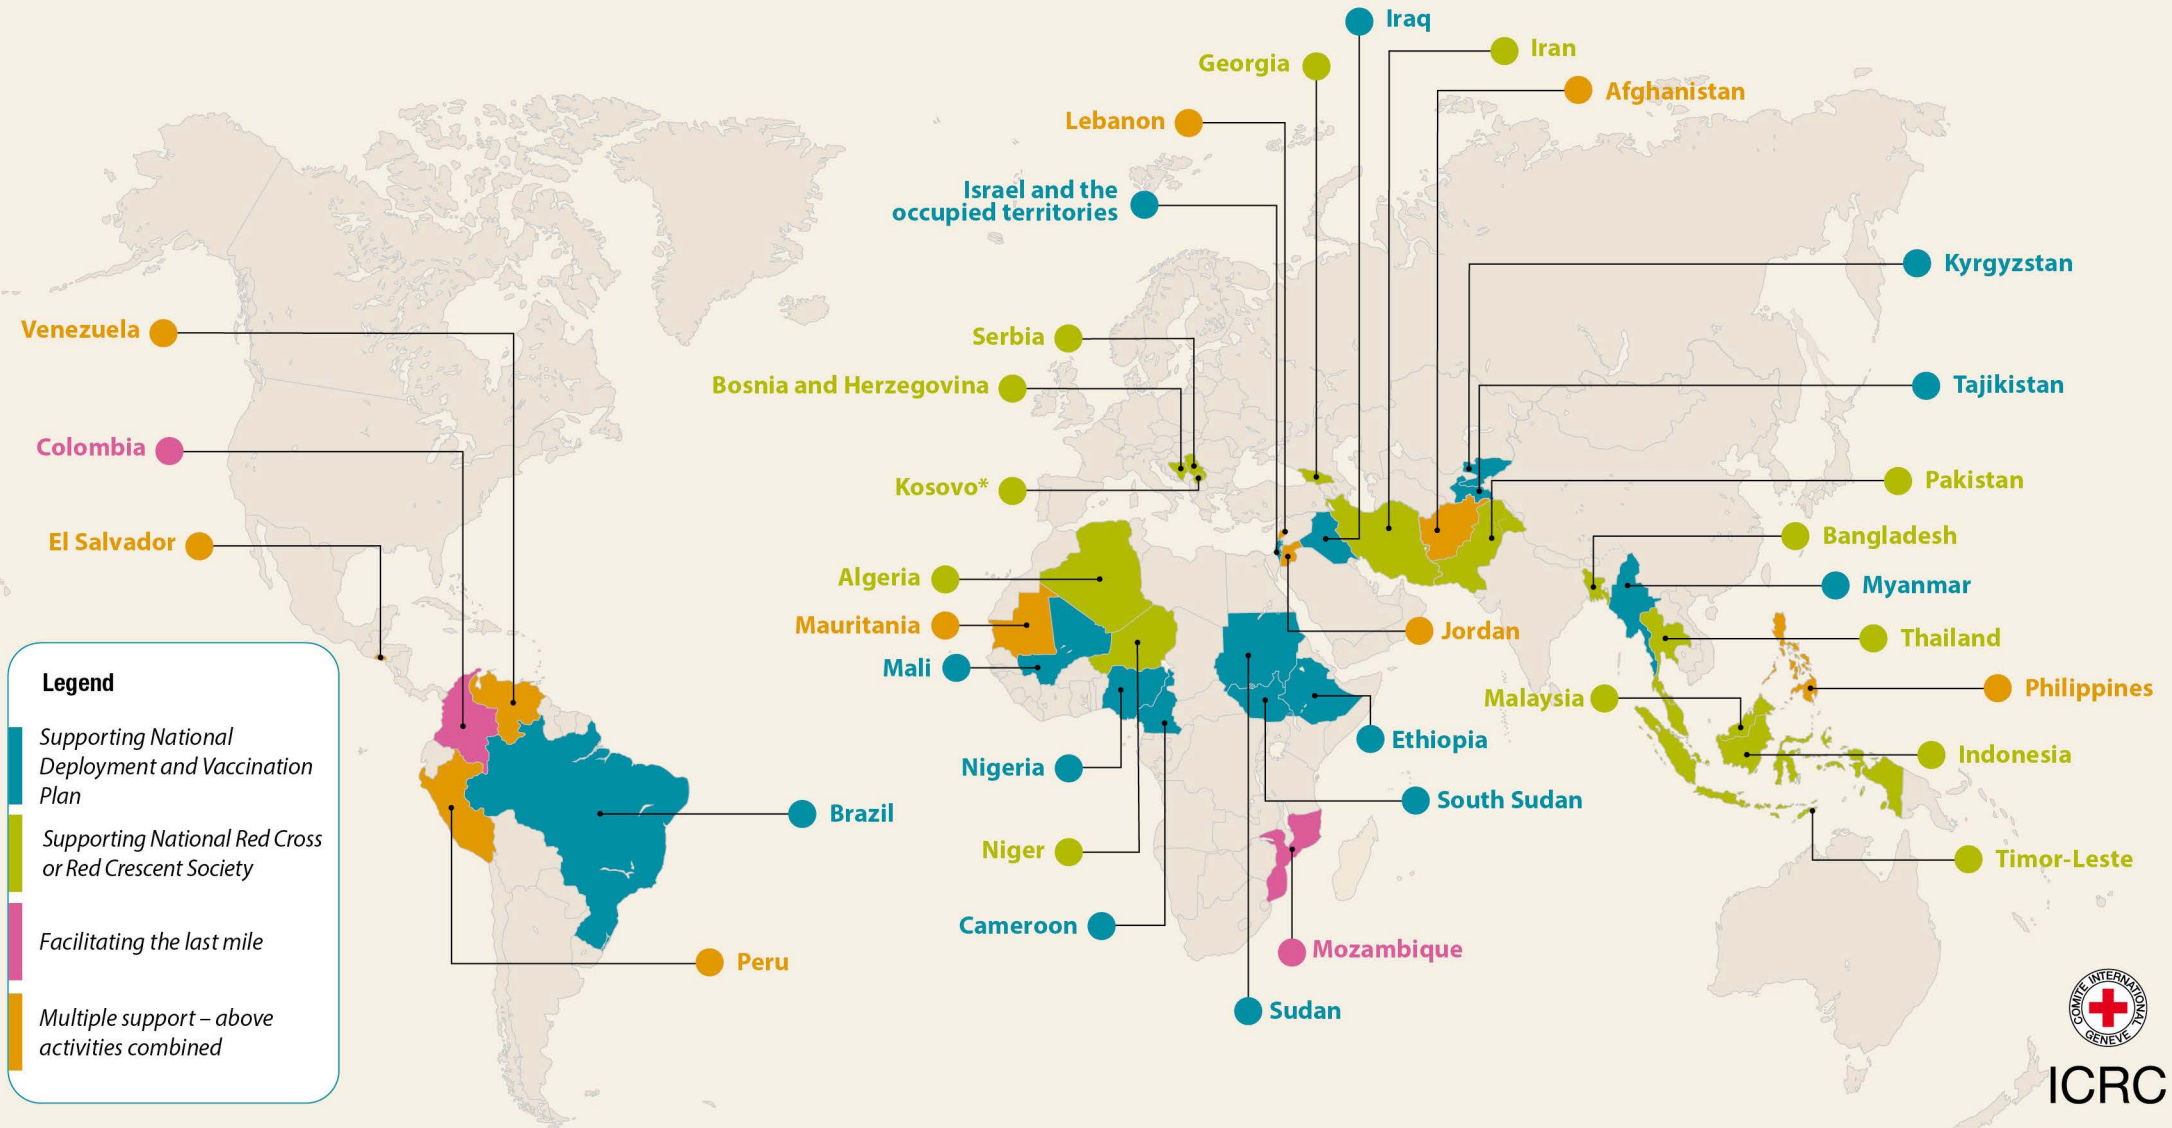 Iraq
Iran
Georgia
Afghanistan
Lebanon
Israel and the
occupied territories
Kyrgyzstan
Venezuela
Serbia
Bosnia and Herzegovina
Tajikistan
Colombia
Kosovo*
Pakistan
El Salvador
Bangladesh
Algeria
Myanmar
Mauritania
Jordan
Thailand
Mali
Philippines
Malaysia
Ethiopia
Indonesia
Nigeria
South Sudan
Brazil
Niger
Timor-Leste
Cameroon
Mozambique
Peru
Sudan
Legend
Supporting National
Deployment and Vaccination
Plan
Supporting National Red Cross
or Red Crescent Society
Facilitating the last mile
Multiple support – above
activities combined
COMITE INTERNATIONAL
GENEVE
ICRC